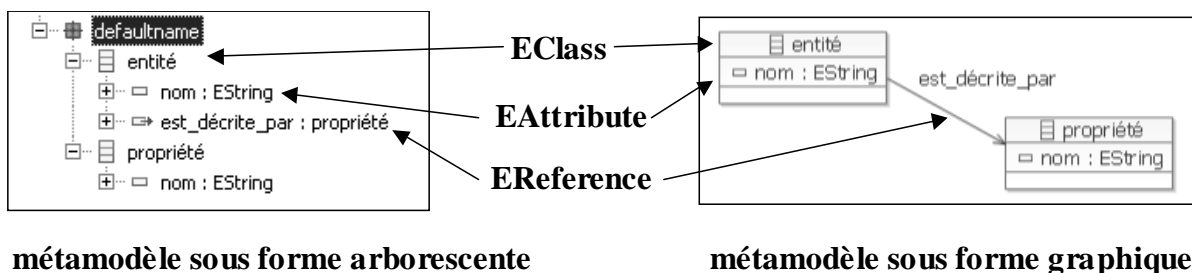 defaultname
entité
nom : EString
est_décrite_par : propriété
propriété
nom : EString
EClass
EAttribute
EReference
entité
nom : EString
est_décrite_par
propriété
nom : EString
métamodèle sous forme arborescente
métamodèle sous forme graphique